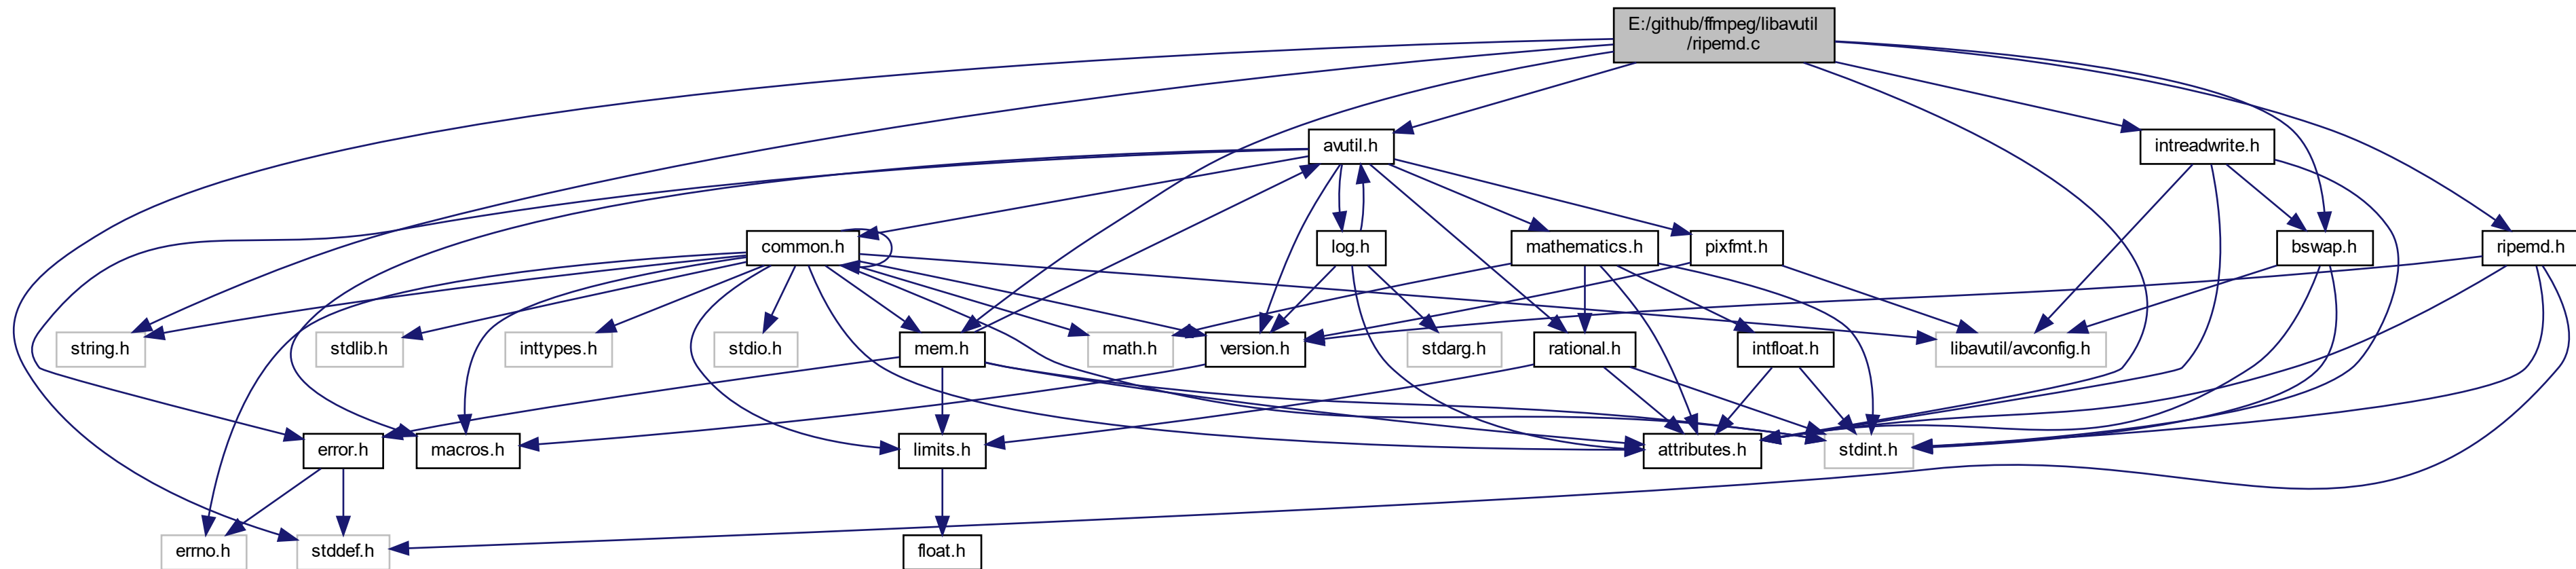 E:/github/ffmpeg/libavutil
/ripemd.c
avutil.h
intreadwrite.h
common.h
log.h
mathematics.h
pixfmt.h
bswap.h
ripemd.h
string.h
stdlib.h
inttypes.h
stdio.h
mem.h
math.h
version.h
stdarg.h
rational.h
intfloat.h
libavutil/avconfig.h
error.h
macros.h
limits.h
attributes.h
stdint.h
errno.h
stddef.h
float.h